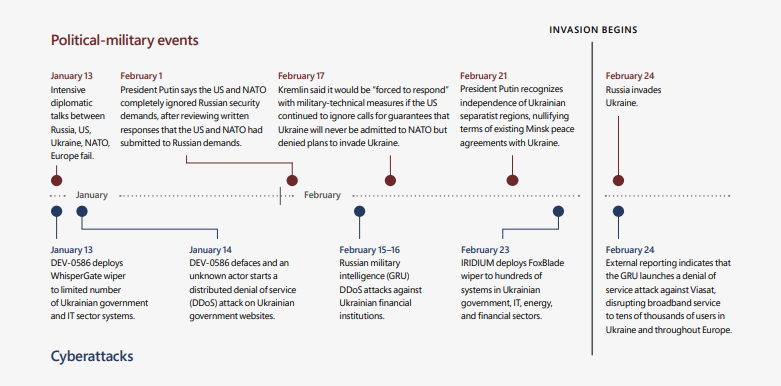 INVASION BEGINS
Political-military events
January 13
Intensive
diplomatic
talks between
Russia, US,
Ukraine, NATO,
Europe fail.
February 1
President Putin says the US and NATO
completely ignored Russian security
demands, after reviewing written
responses that the US and NATO had
submitted to Russian demands.
February 17
Kremlin said it would be "forced to respond"
with military-technical measures if the US
continued to ignore calls for guarantees that
Ukraine will never be admitted to NATO but
denied plans to invade Ukraine.
February 21
President Putin recognizes
independence of Ukrainian
separatist regions, nullifying
terms of existing Minsk peace
agreements with Ukraine.
February 24
Russia invades
Ukraine.
January
February
January 13
DEV-0586 deploys
WhisperGate wiper
to limited number
of Ukrainian government
and IT sector systems.
January 14
DEV-0586 defaces and an
unknown actor starts a
distributed denial of service
(DDoS) attack on Ukrainian
government websites.
February 15–16
Russian military
intelligence (GRU)
DDoS attacks against
Ukrainian financial
institutions.
February 23
IRIDIUM deploys FoxBlade
wiper to hundreds of
systems in Ukrainian
government, IT, energy,
and financial sectors.
February 24
External reporting indicates that
the GRU launches a denial of
service attack against Viasat,
disrupting broadband service
to tens of thousands of users in
Ukraine and throughout Europe.
Cyberattacks